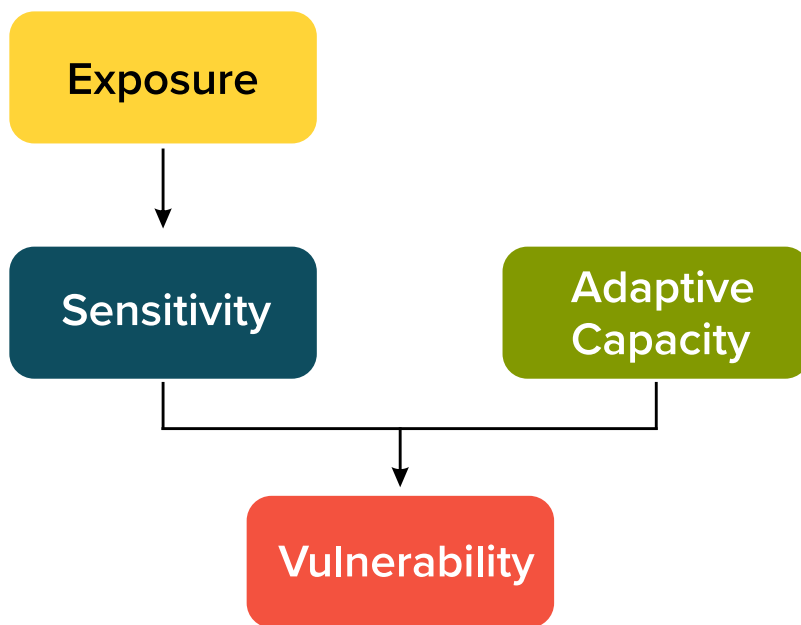 Exposure
Sensitivity
Adaptive
Capacity
Vulnerability